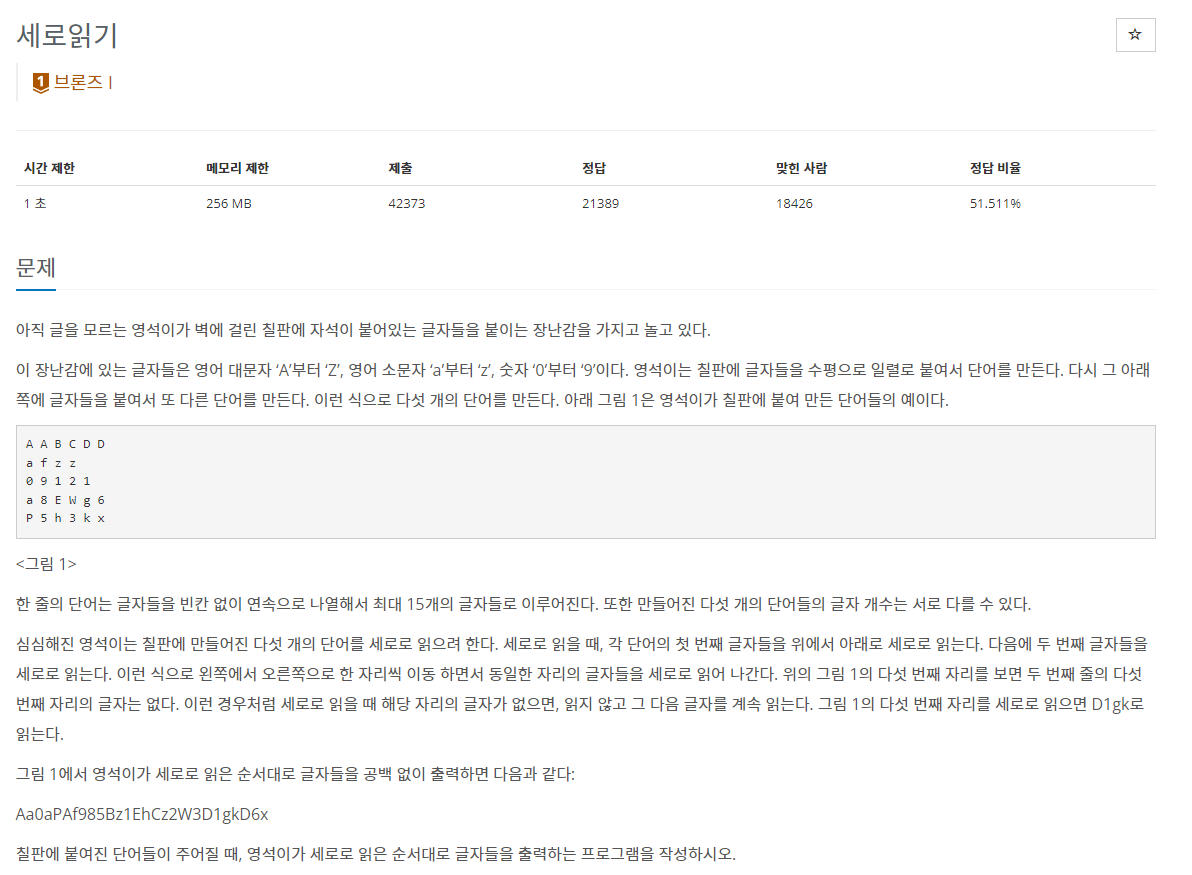 세로읽기
☆
1 브론즈 I
시간 제한 메모리 제한 제출 정답 맞힌 사람 정답 비율
1 초 256 MB 42373 21389 18426 51.511%
문제
아직 글을 모르는 영석이가 벽에 걸린 칠판에 자석이 붙어있는 글자들을 붙이는 장난감을 가지고 놀고 있다.
이 장난감에 있는 글자들은 영어 대문자 ‘A’부터 ‘Z’, 영어 소문자 ‘a’부터 ‘z’, 숫자 ‘0’부터 ‘9’이다. 영석이는 칠판에 글자들을 수평으로 일렬로 붙여서 단어를 만든다. 다시 그 아래
쪽에 글자들을 붙여서 또 다른 단어를 만든다. 이런 식으로 다섯 개의 단어를 만든다. 아래 그림 1은 영석이가 칠판에 붙여 만든 단어들의 예이다.
A A B C D D
a f z z
0 9 1 2 1
a 8 E W g 6
P 5 h 3 k x
<그림 1>
한 줄의 단어는 글자들을 빈칸 없이 연속으로 나열해서 최대 15개의 글자들로 이루어진다. 또한 만들어진 다섯 개의 단어들의 글자 개수는 서로 다를 수 있다.
심심해진 영석이는 칠판에 만들어진 다섯 개의 단어를 세로로 읽으려 한다. 세로로 읽을 때, 각 단어의 첫 번째 글자들을 위에서 아래로 세로로 읽는다. 다음에 두 번째 글자들을
세로로 읽는다. 이런 식으로 왼쪽에서 오른쪽으로 한 자리씩 이동 하면서 동일한 자리의 글자들을 세로로 읽어 나간다. 위의 그림 1의 다섯 번째 자리를 보면 두 번째 줄의 다섯
번째 자리의 글자는 없다. 이런 경우처럼 세로로 읽을 때 해당 자리의 글자가 없으면, 읽지 않고 그 다음 글자를 계속 읽는다. 그림 1의 다섯 번째 자리를 세로로 읽으면 D1gk로
읽는다.
그림 1에서 영석이가 세로로 읽은 순서대로 글자들을 공백 없이 출력하면 다음과 같다:
Aa0aPAf985Bz1EhCz2W3D1gkD6x
칠판에 붙여진 단어들이 주어질 때, 영석이가 세로로 읽은 순서대로 글자들을 출력하는 프로그램을 작성하시오.